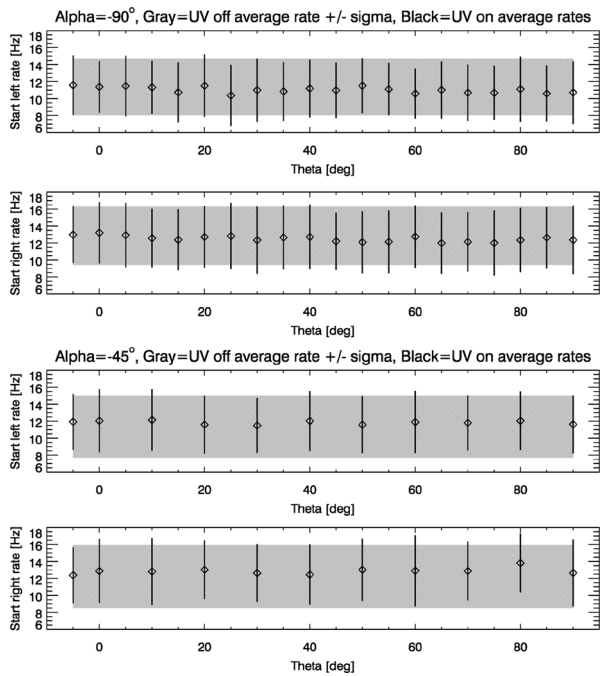 Alpha=-90°, Gray=UV off average rate +/- sigma, Black=UV on average rates
Start left rate [Hz]
18
16
14
12
10
8
6
0 20 40 60 80
Theta [deg]
Start right rate [Hz]
18
16
14
12
10
8
6
0 20 40 60 80
Theta [deg]
Alpha=-45°, Gray=UV off average rate +/- sigma, Black=UV on average rates
Start left rate [Hz]
18
16
14
12
10
8
6
0 20 40 60 80
Theta [deg]
Start right rate [Hz]
18
16
14
12
10
8
6
0 20 40 60 80
Theta [deg]